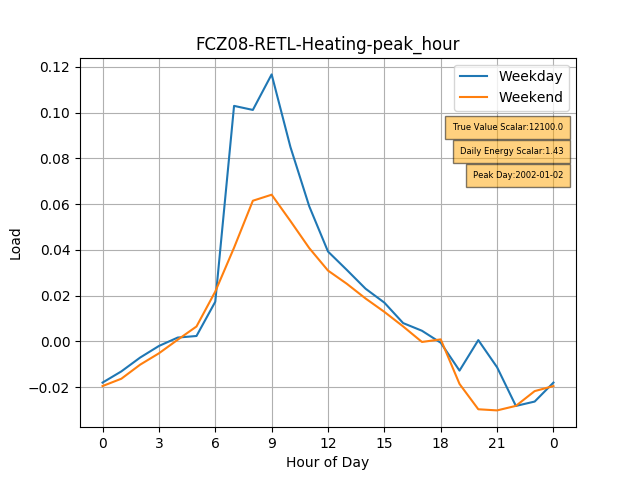 FCZ08-RETL-Heating-peak_hour
Weekday
Weekend
True Value Scalar:12100.0
Daily Energy Scalar:1.43
Peak Day:2002-01-02
0.12
0.10
0.08
0.06
0.04
0.02
0.00
−0.02
Load
0 3 6 9 12 15 18 21 0
Hour of Day